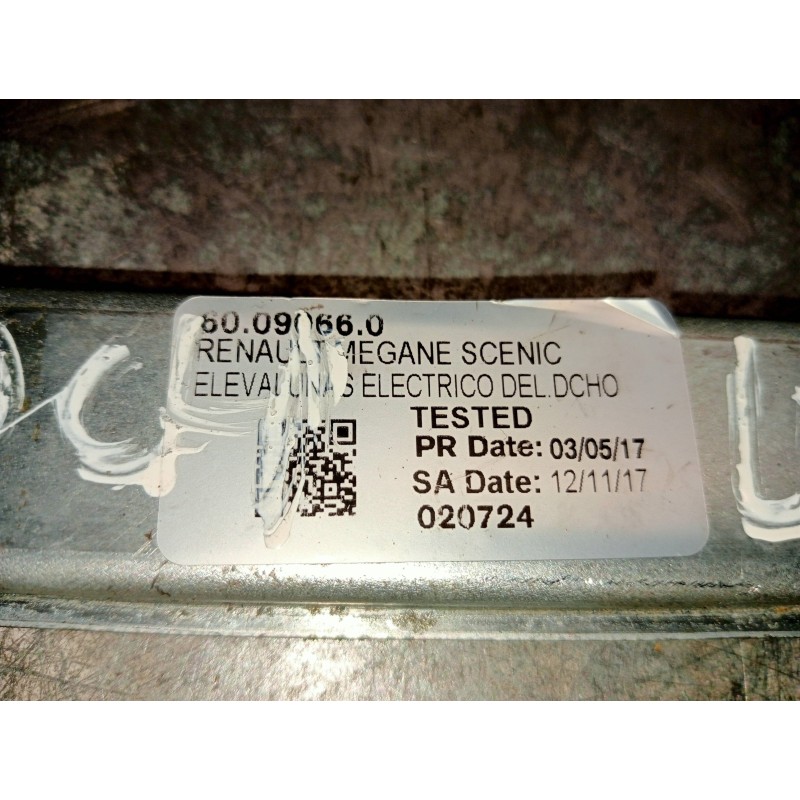 60.09066.0
RENAULT MEGANE SCENIC
ELEVALUNAS ELECTRICO DEL.DCHO
TESTED
PR Date: 03/05/17
SA Date: 12/11/17
020724